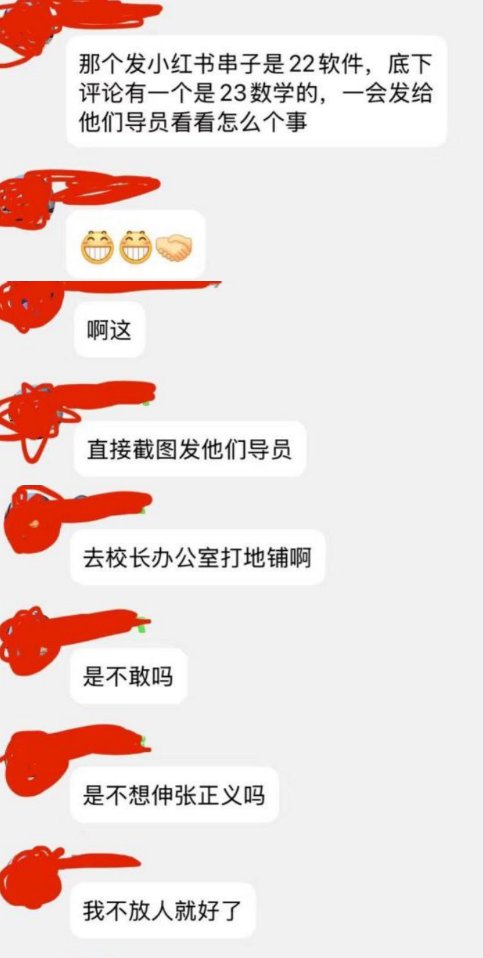 那个发小红书串子是22软件，底下
评论有一个是23数学的，一会发给
他们导员看看怎么个事
啊这
直接截图发他们导员
去校长办公室打地铺啊
是不敢吗
是不想伸张正义吗
我不放人就好了